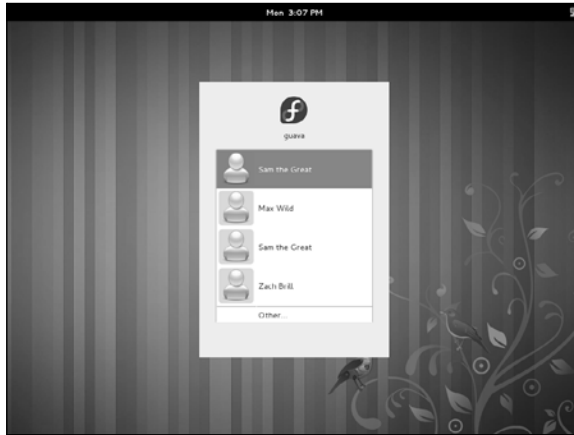 Mon 3:07 PM
guava
Sam the Great
Max Wild
Sam the Great
Zach Brill
Other...